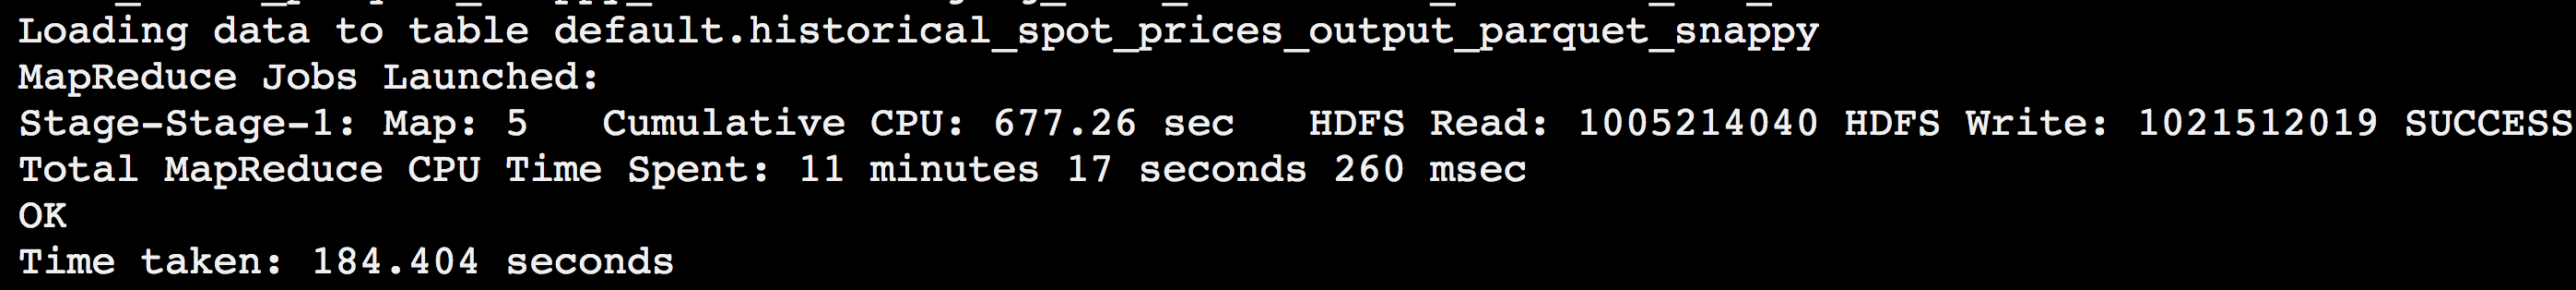 Loading data to table default.historical_spot_prices_output_parquet_snappy
MapReduce Jobs Launched:
Stage-Stage-1: Map: 5   Cumulative CPU: 677.26 sec   HDFS Read: 1005214040 HDFS Write: 1021512019 SUCCESS
Total MapReduce CPU Time Spent: 11 minutes 17 seconds 260 msec
OK
Time taken: 184.404 seconds